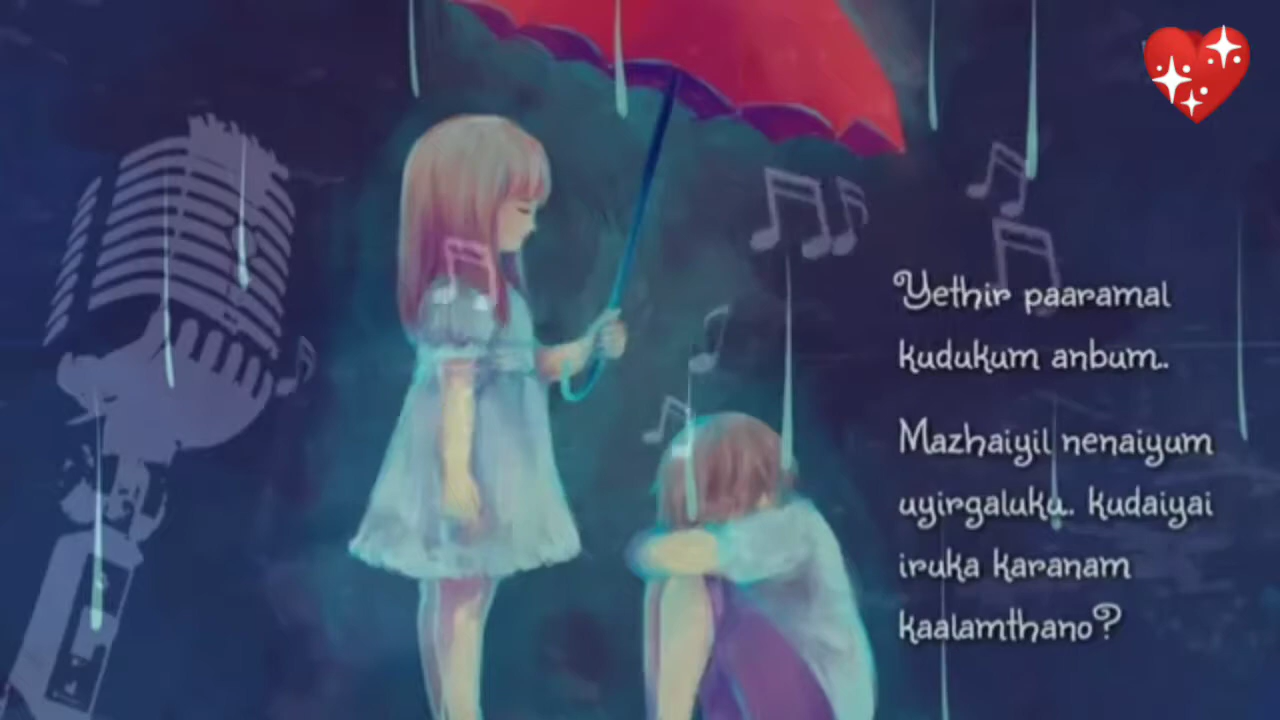 Yethir paaramal
kudukum anbum..
Mazhaiyil nenaiyum
uyirgaluku.. kudaiyai
iruka karanam
kaalamthano?